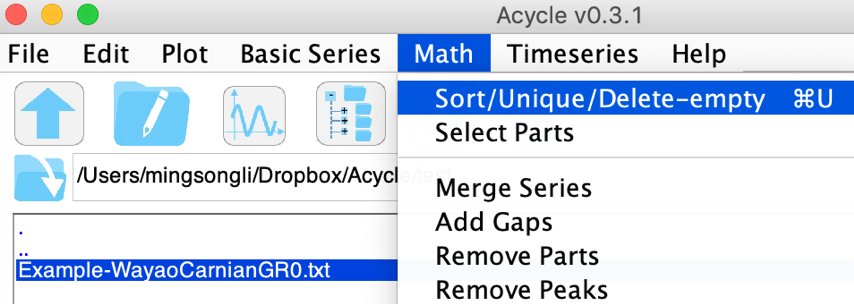 Acycle v0.3.1
File Edit Plot Basic Series Math Timeseries Help
Sort/Unique/Delete-empty ⌘U
Select Parts
/Users/mingsongli/Dropbox/Acycle/test
Merge Series
.
Add Gaps
..
Remove Parts
Example-WayaoCarnianGR0.txt
Remove Peaks